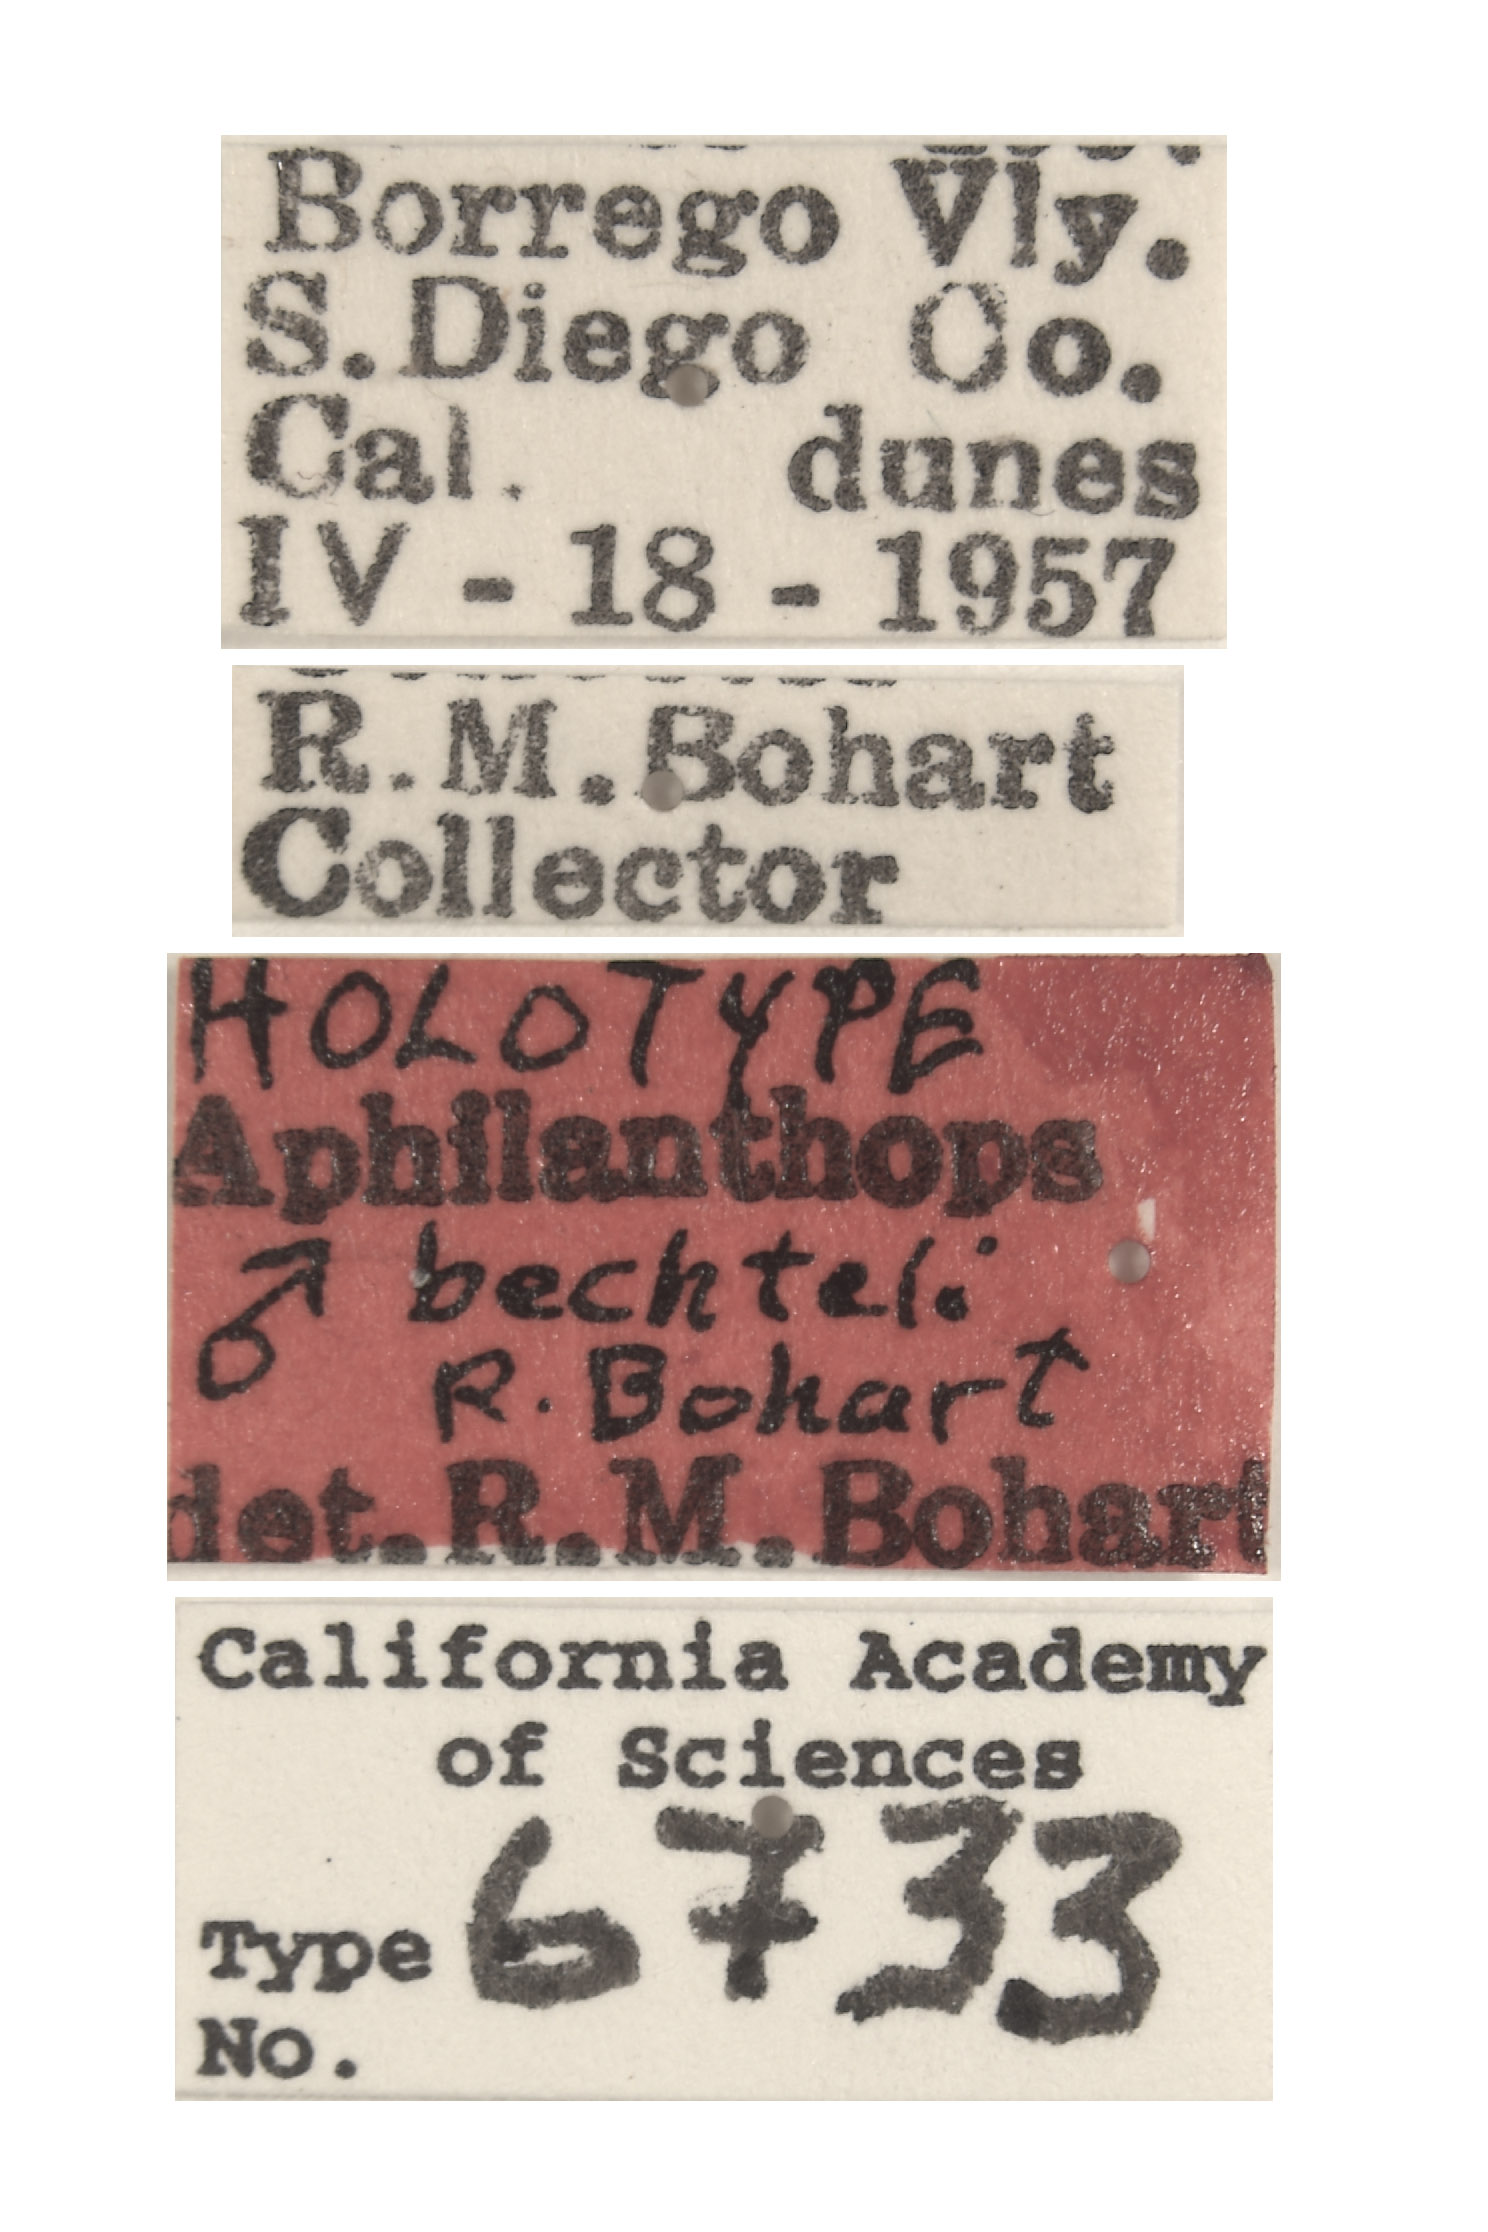 Borrego Vly.
S. Diego Co.
Cal. dunes
IV - 18 - 1957
R. M. Bohart
Collector
HOLOTYPE
Aphilanthops
♂ bechteli
R. Bohart
det. R. M. Bohart
California Academy
of Sciences
Type 6733
No.